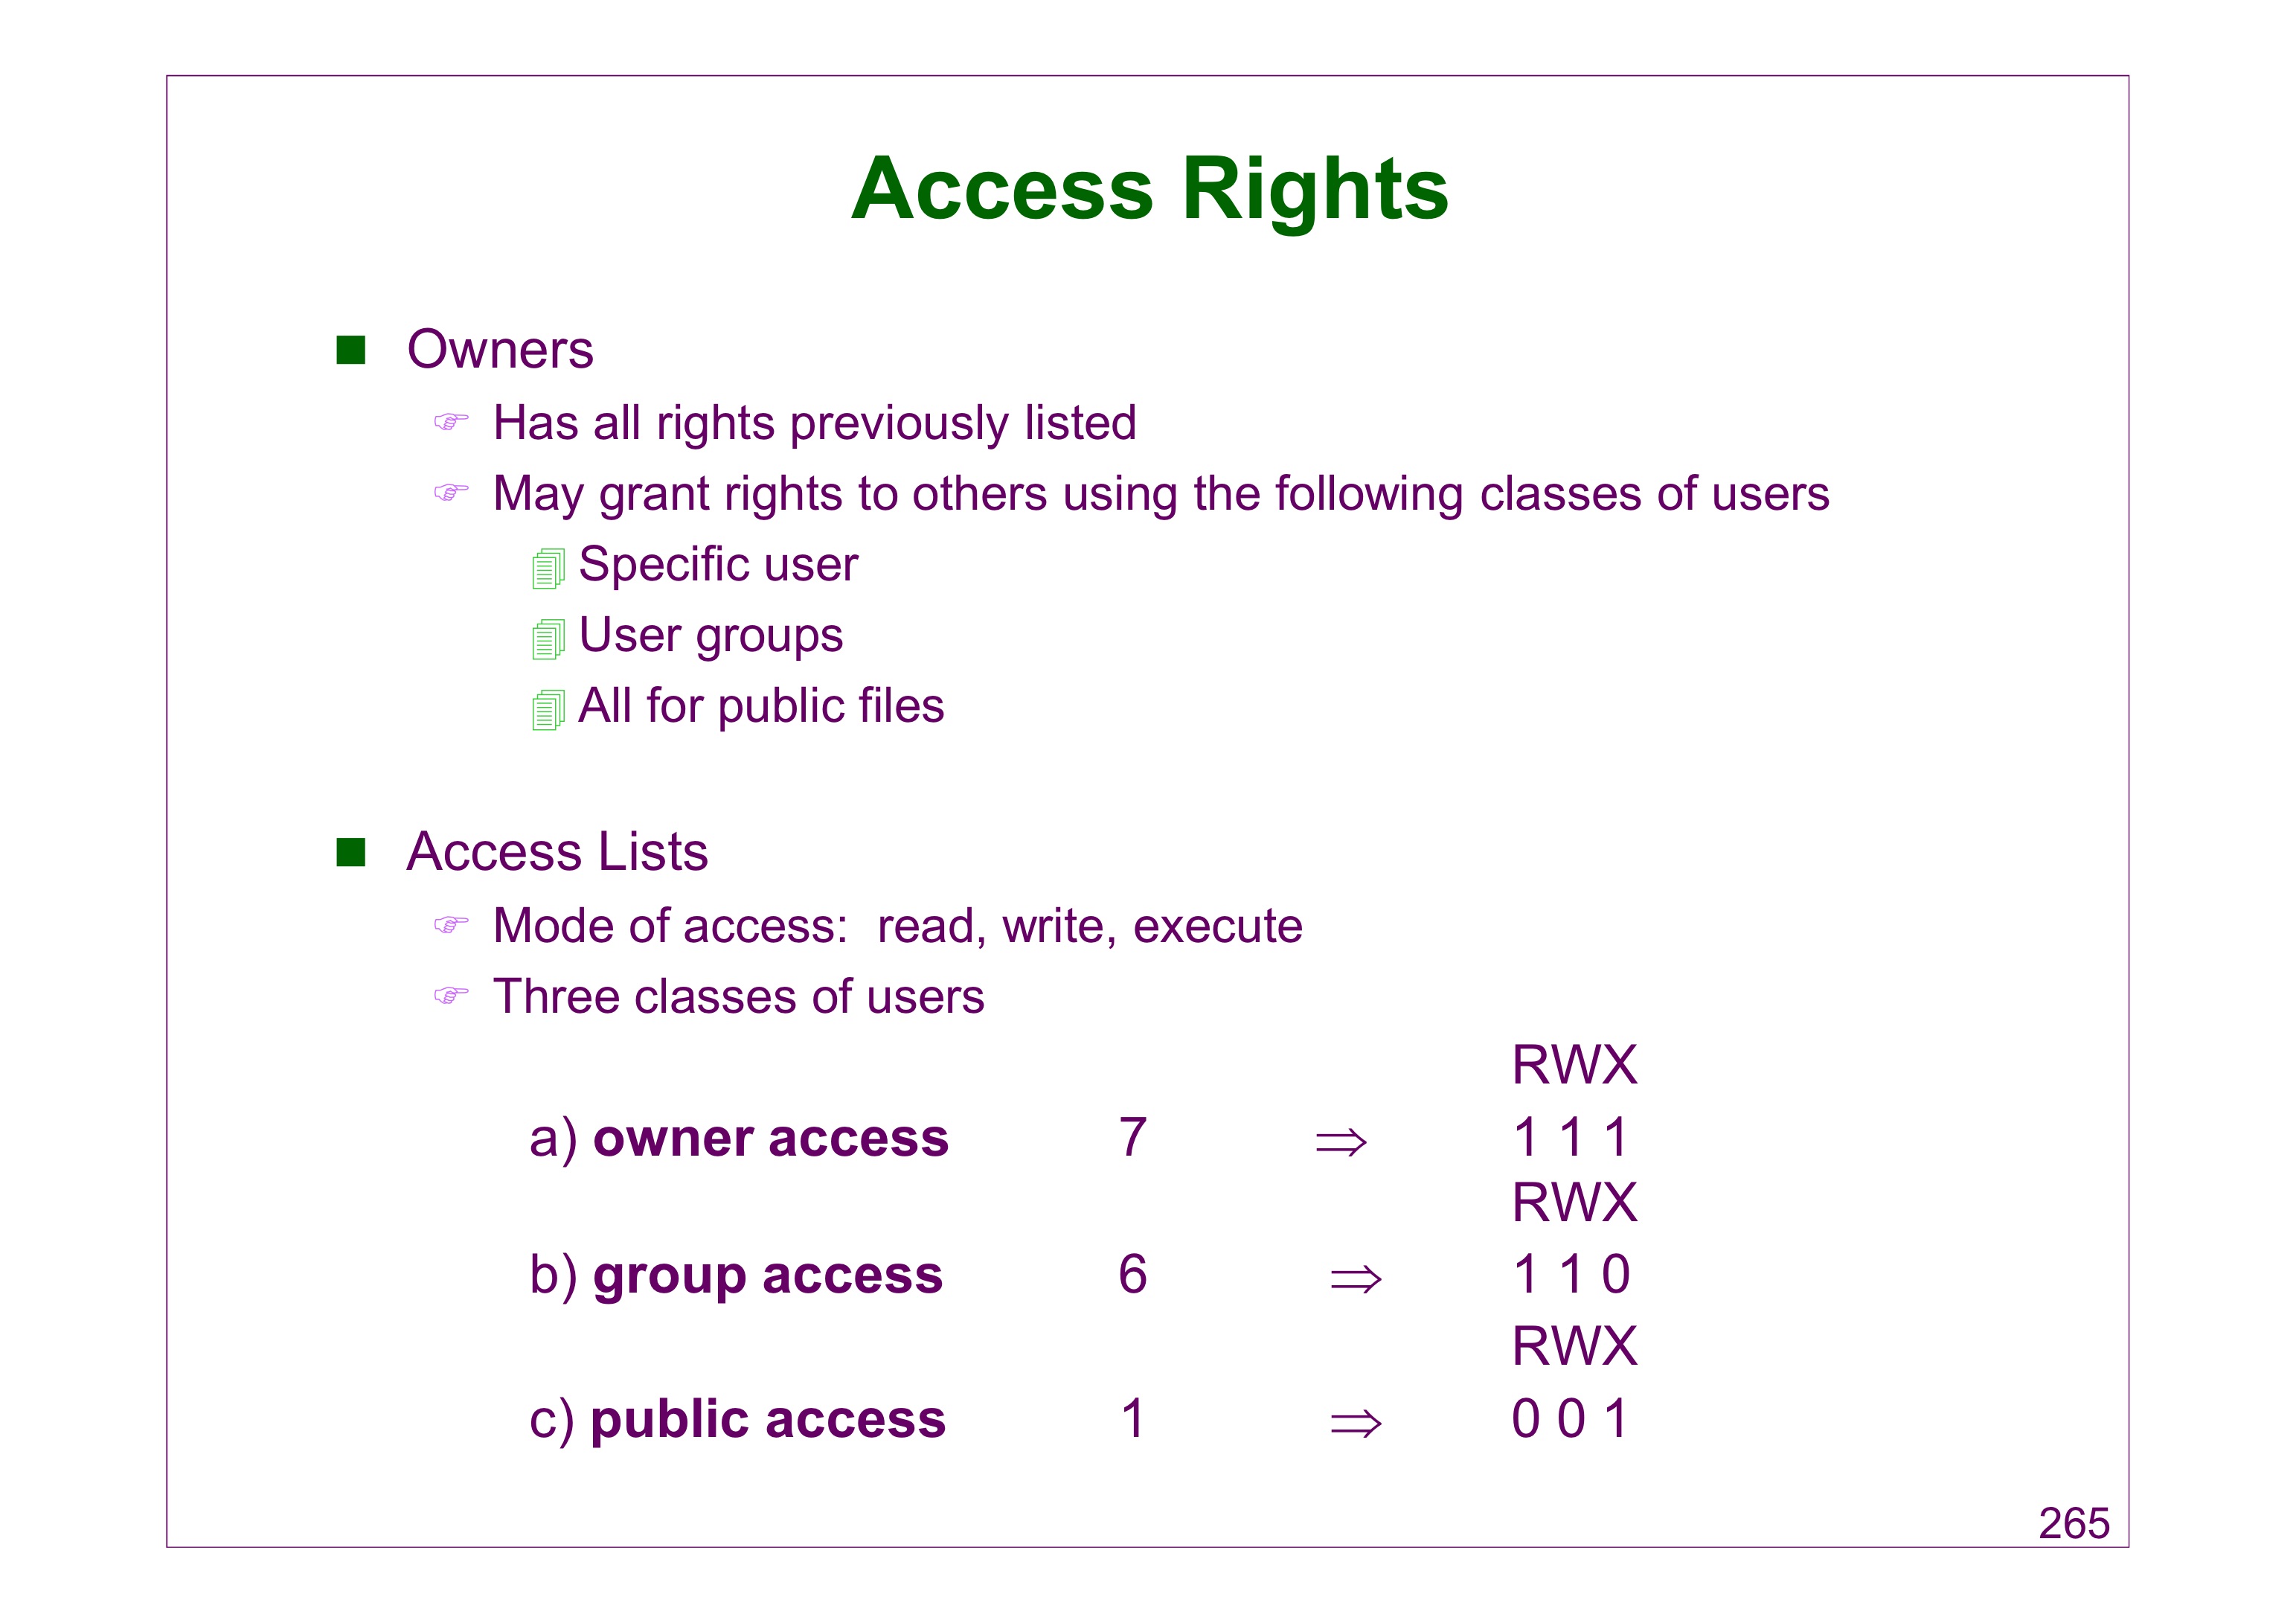 Access Rights
Owners
Has all rights previously listed
May grant rights to others using the following classes of users
Specific user
User groups
All for public files
Access Lists
Mode of access:  read, write, execute
Three classes of users
RWX
a) owner access 7 ⇒ 1 1 1
RWX
b) group access 6 ⇒ 1 1 0
RWX
c) public access 1 ⇒ 0 0 1
265